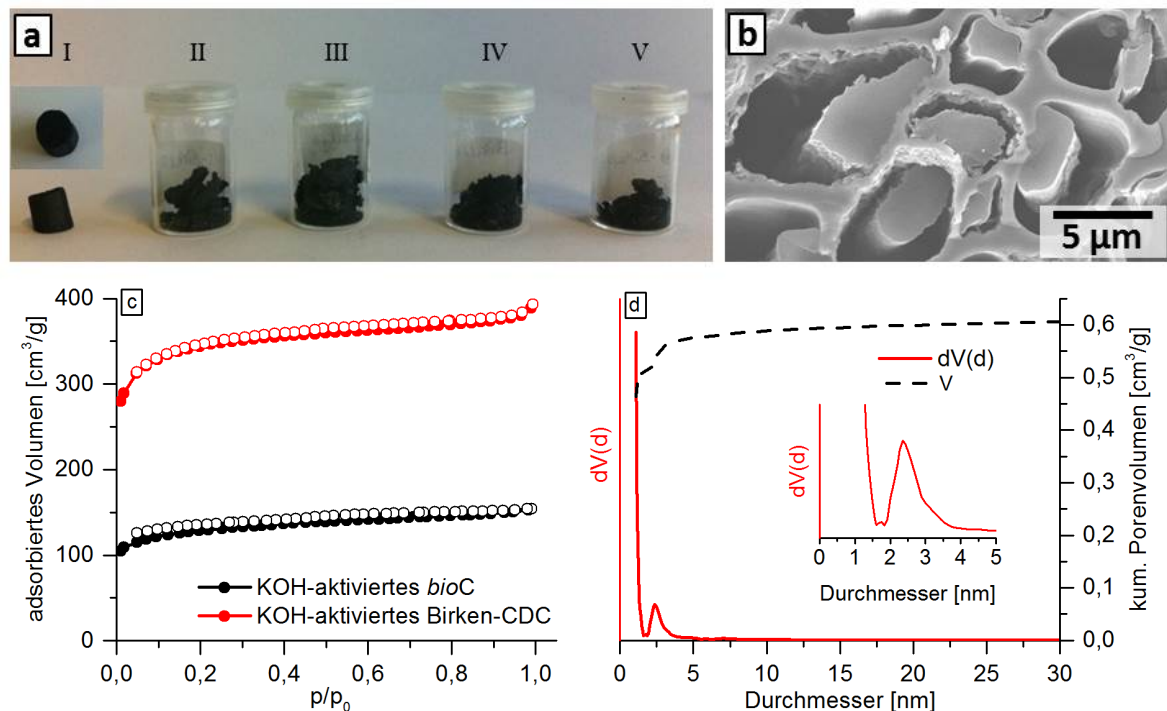 a
I
II
III
IV
V
b
5 µm
c
400
300
200
100
0
adsorbiertes Volumen [cm³/g]
KOH-aktiviertes bioC
KOH-aktiviertes Birken-CDC
0,0
0,2
0,4
0,6
0,8
1,0
p/p₀
d
dV(d)
dV(d)
V
dV(d)
0
1
2
3
4
5
Durchmesser [nm]
0,6
0,5
0,4
0,3
0,2
0,1
0,0
kum. Porenvolumen [cm³/g]
0
5
10
15
20
25
30
Durchmesser [nm]